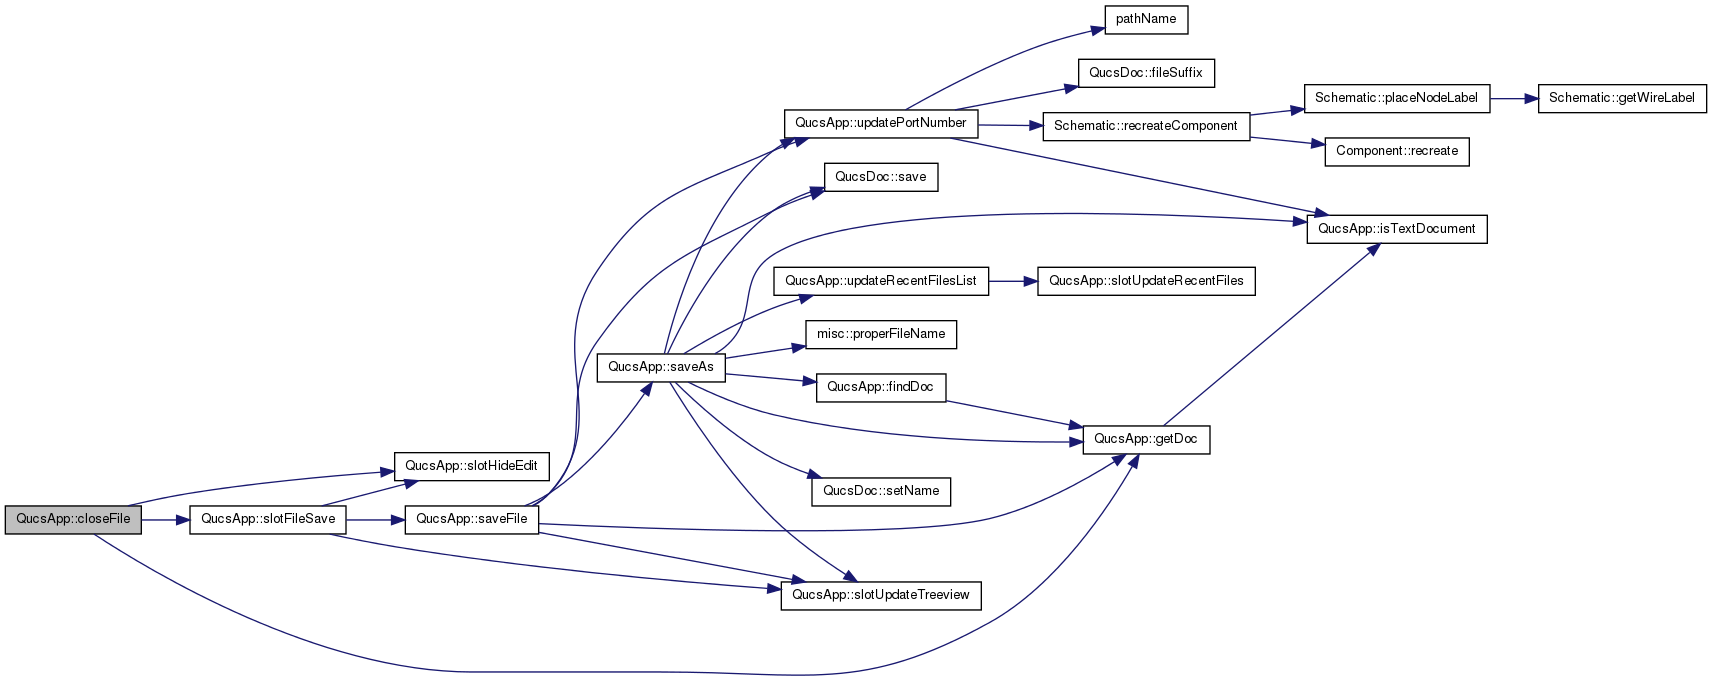 pathName
QucsDoc::fileSuffix
Schematic::placeNodeLabel
Schematic::getWireLabel
QucsApp::updatePortNumber
Schematic::recreateComponent
Component::recreate
QucsDoc::save
QucsApp::isTextDocument
QucsApp::updateRecentFilesList
QucsApp::slotUpdateRecentFiles
misc::properFileName
QucsApp::saveAs
QucsApp::findDoc
QucsApp::getDoc
QucsApp::slotHideEdit
QucsDoc::setName
QucsApp::closeFile
QucsApp::slotFileSave
QucsApp::saveFile
QucsApp::slotUpdateTreeview